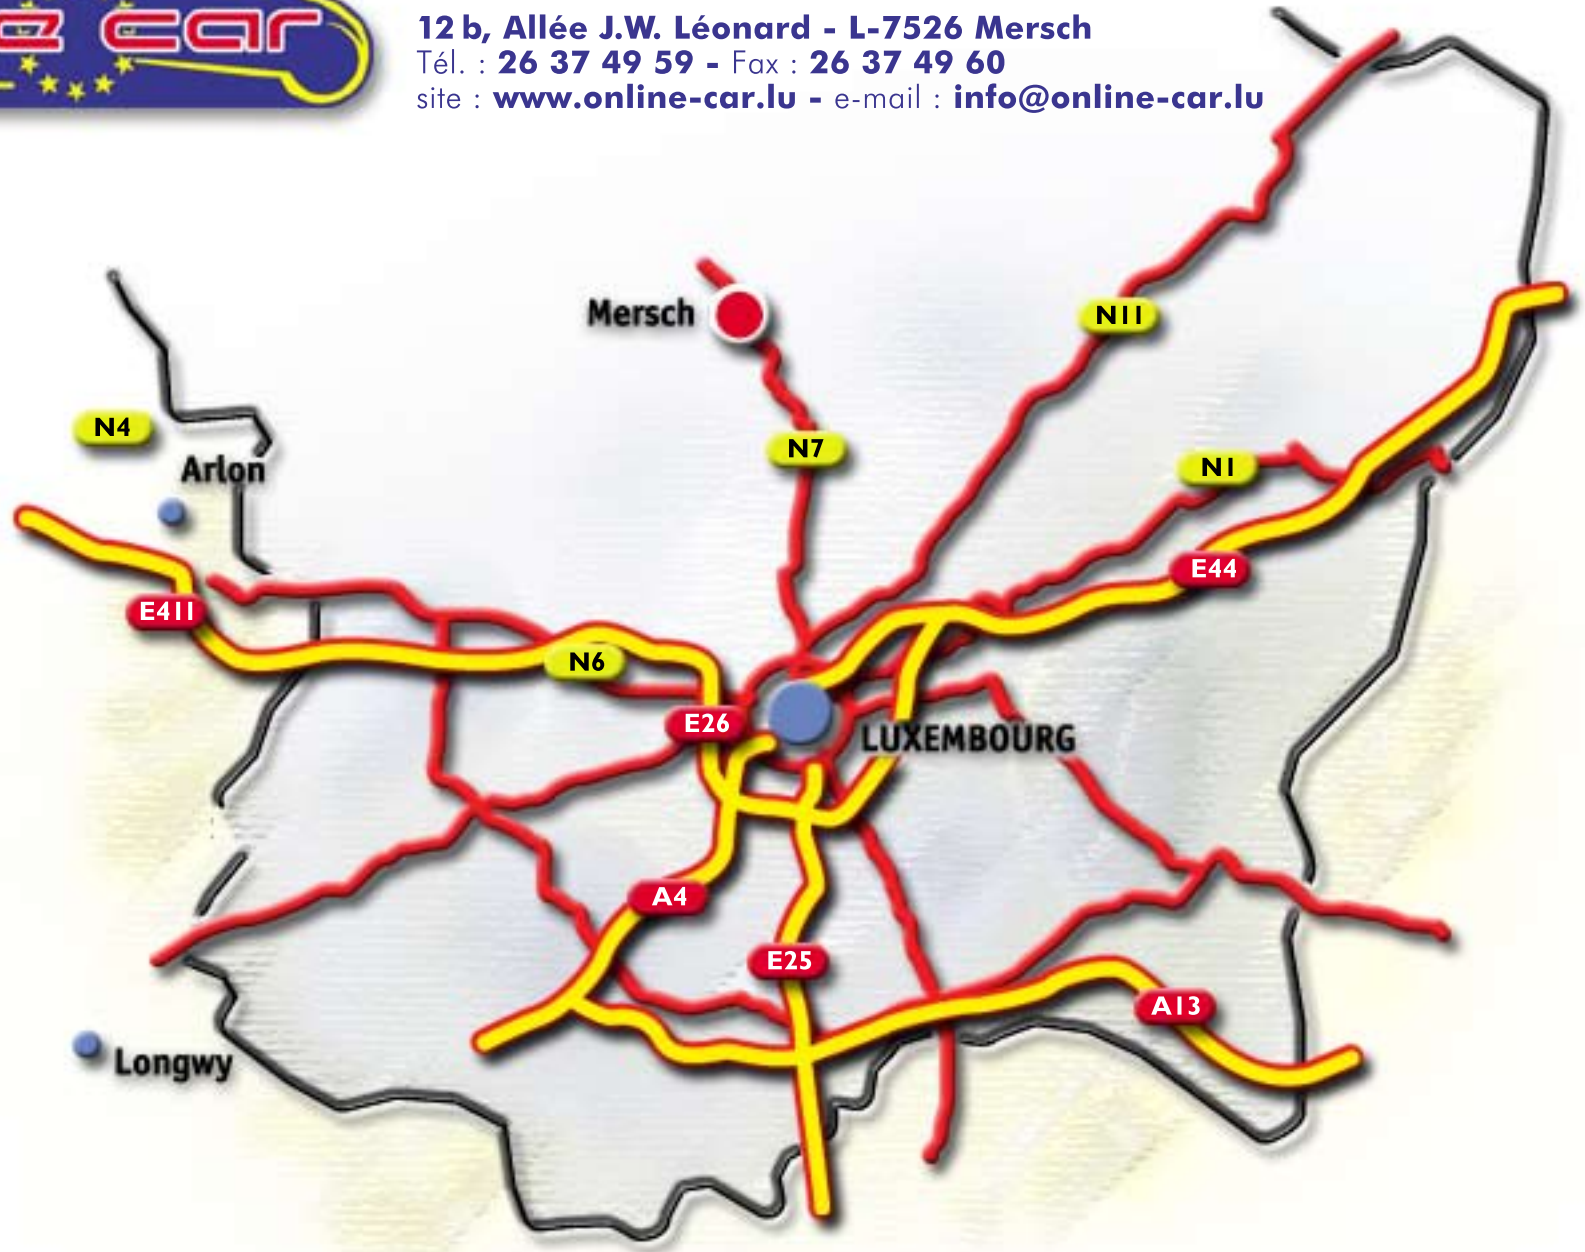 e car
12 b, Allée J.W. Léonard - L-7526 Mersch
Tél. : 26 37 49 59 - Fax : 26 37 49 60
site : www.online-car.lu - e-mail : info@online-car.lu
Mersch
N11
N4
N7
N1
Arlon
E44
E411
N6
E26
LUXEMBOURG
A4
E25
A13
Longwy